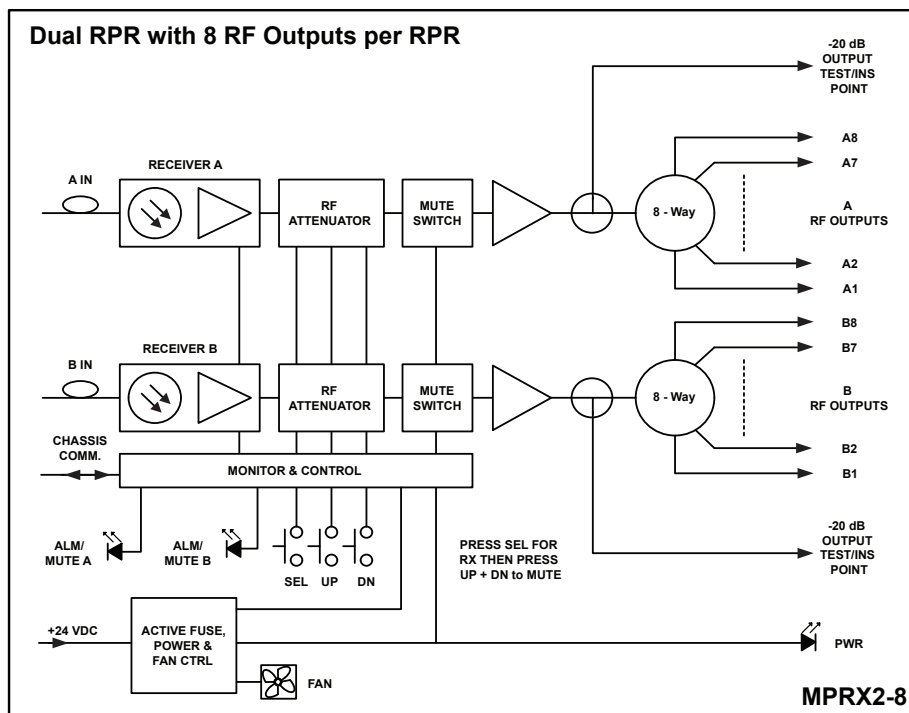 Dual RPR with 8 RF Outputs per RPR
-20 dB
OUTPUT
TEST/INS
POINT
A IN
RECEIVER A
RF
ATTENUATOR
MUTE
SWITCH
8 - Way
A8
A7
A
RF OUTPUTS
A2
A1
B IN
RECEIVER B
RF
ATTENUATOR
MUTE
SWITCH
8 - Way
B8
B7
B
RF OUTPUTS
B2
B1
CHASSIS
COMM.
MONITOR & CONTROL
ALM/
MUTE A
ALM/
MUTE B
SEL
UP
DN
PRESS SEL FOR
RX THEN PRESS
UP + DN to MUTE
-20 dB
OUTPUT
TEST/INS
POINT
+24 VDC
ACTIVE FUSE,
POWER &
FAN CTRL
FAN
PWR
MPRX2-8